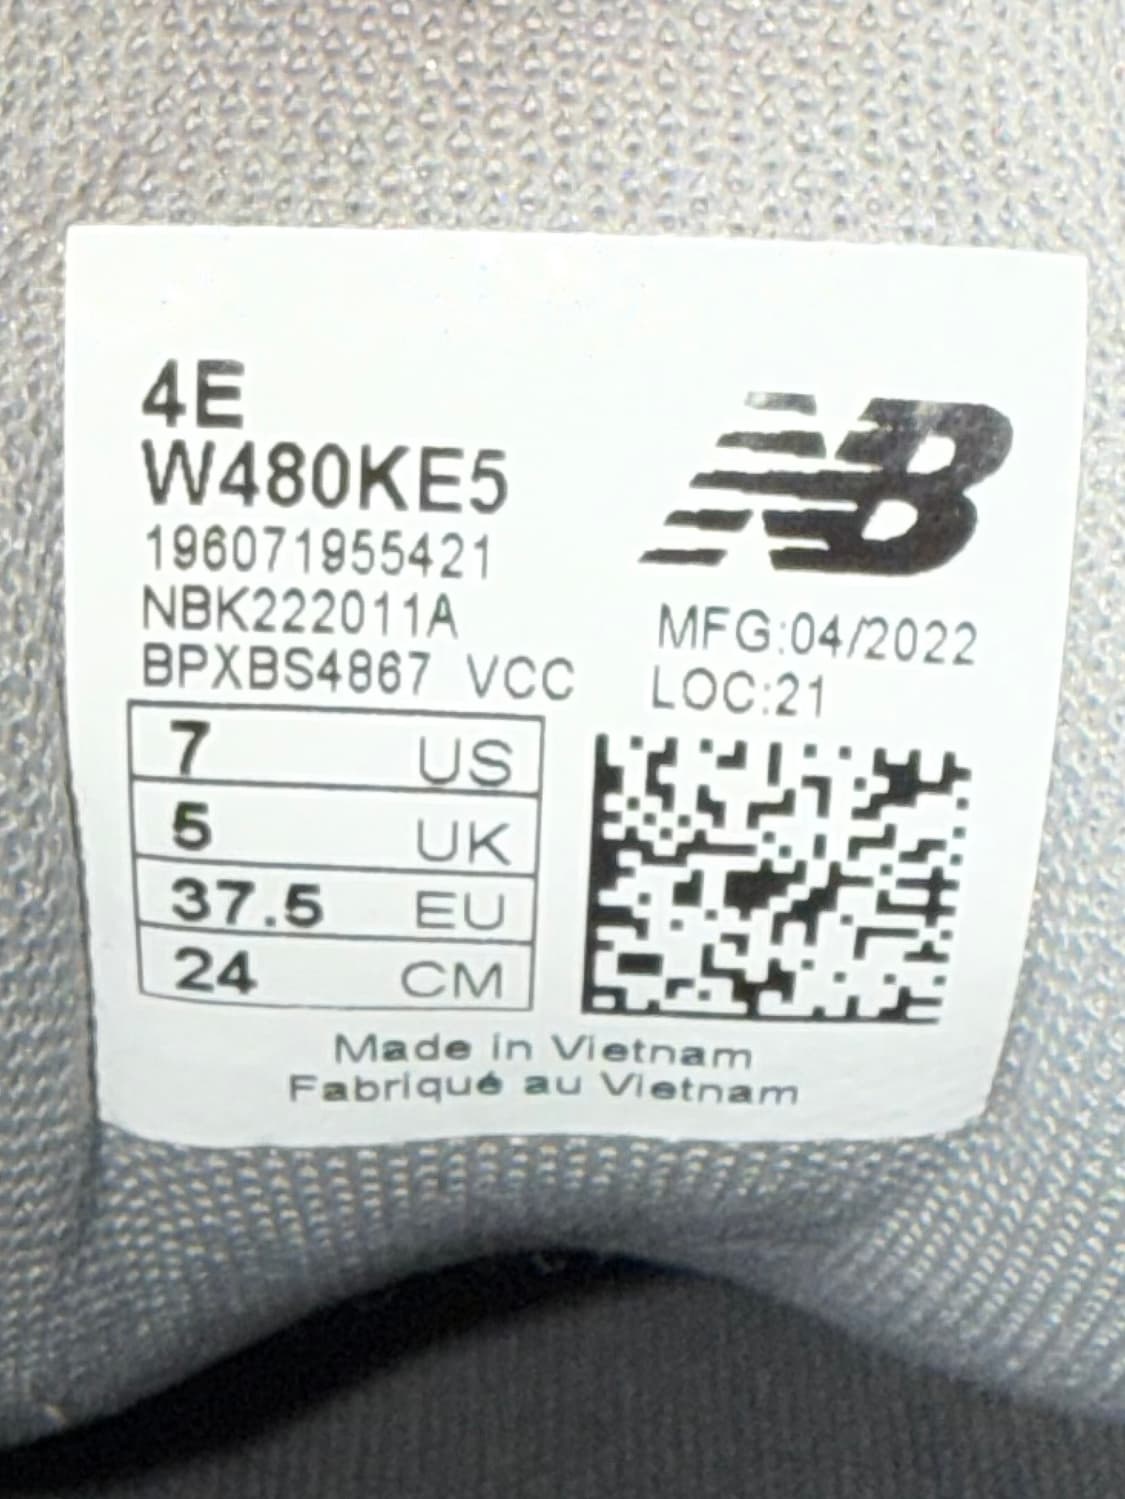 4E
W480KE5
196071955421
NBK222011A
BPXBS4867 VCC
NB
MFG:04/2022
LOC:21
7 US
5 UK
37.5 EU
24 CM
Made in Vietnam
Fabriqué au Vietnam